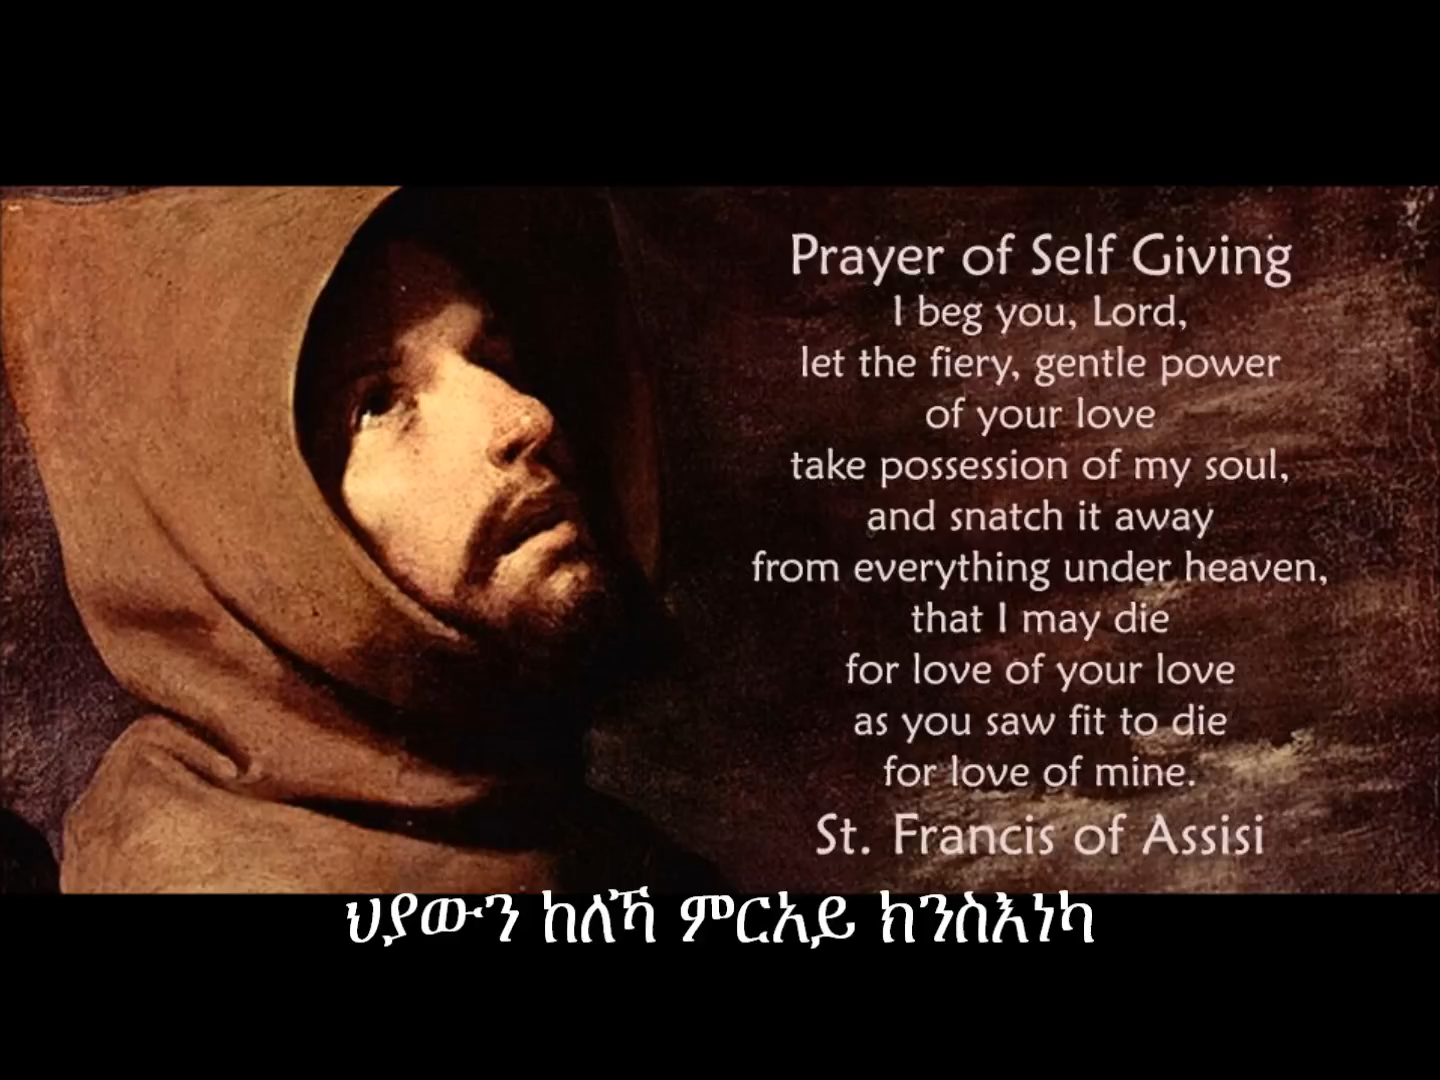 Prayer of Self Giving
I beg you, Lord,
let the fiery, gentle power
of your love
take possession of my soul,
and snatch it away
from everything under heaven,
that I may die
for love of your love
as you saw fit to die
for love of mine.
St. Francis of Assisi
ህያውን ከለኻ ምርአይ ክንስእነካ